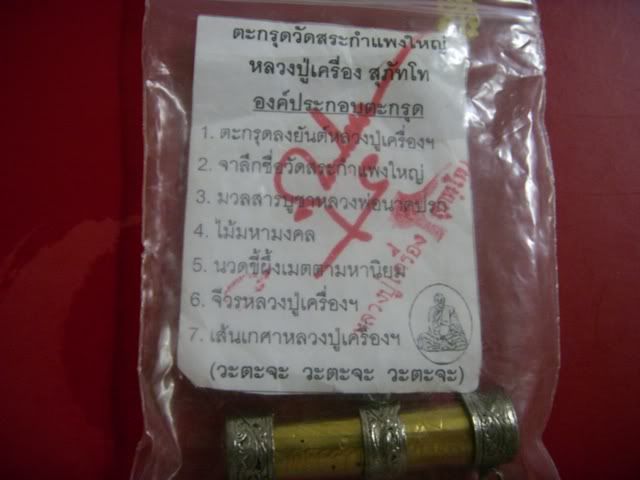 ตะกรุดวัดสระกำแพงใหญ่
หลวงปู่เครื่อง สุภัทโท
องค์ประกอบตะกรุด
1. ตะกรุดลงยันต์หลวงปู่เครื่องฯ
2. จาลึกชื่อวัดสระกำแพงใหญ่
3. มวลสารบูชาหลวงพ่อนาคปรก
4. ไม้มหามงคล
5. นวดขี้ผึ้งเมตตามหานิยม
6. จีวรหลวงปู่เครื่องฯ
7. เส้นเกศาหลวงปู่เครื่องฯ
(วะตะจะ วะตะจะ วะตะจะ)
หลวงปู่เครื่อง